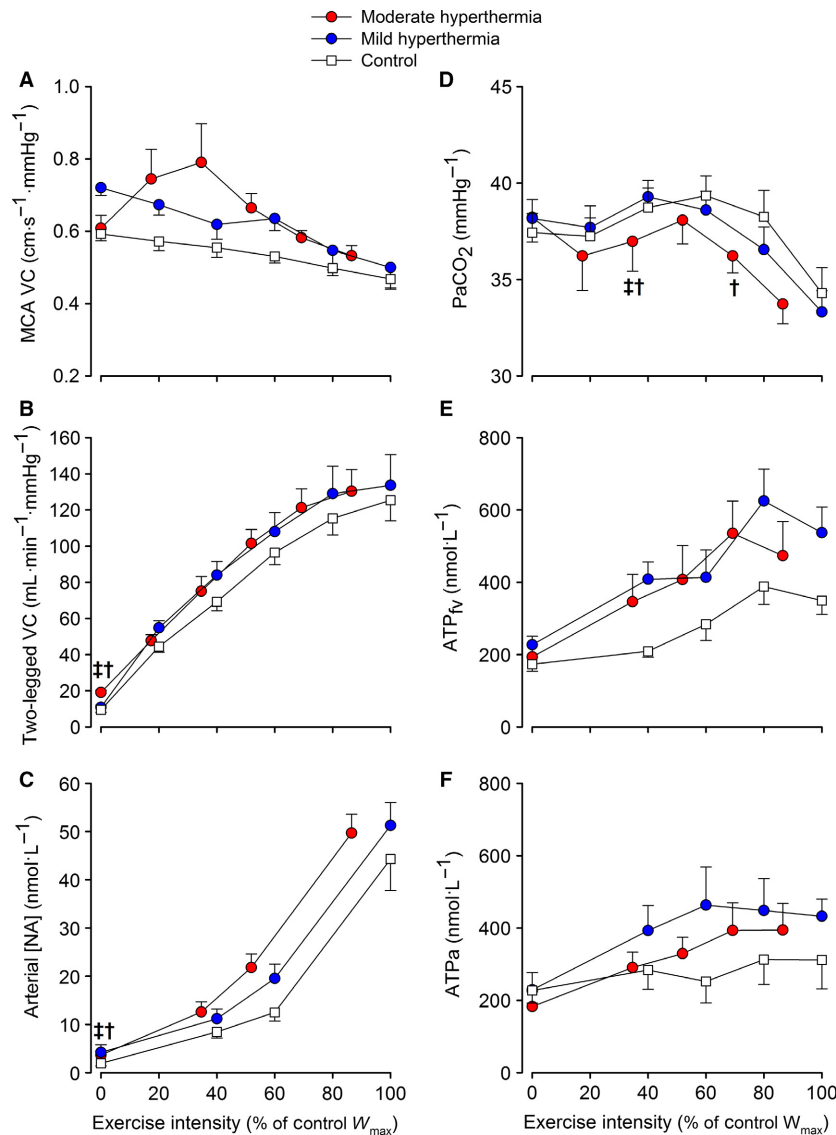 Moderate hyperthermia
Mild hyperthermia
Control
A
MCA VC (cm·s⁻¹·mmHg⁻¹)
1.0
0.8
0.6
0.4
0.2
B
Two-legged VC (mL·min⁻¹·mmHg⁻¹)
160
140
120
100
80
60
40
20
0
‡†
C
Arterial [NA] (nmol·L⁻¹)
60
50
40
30
20
10
0
‡†
0 20 40 60 80 100
Exercise intensity (% of control Wmax)
D
PaCO₂ (mmHg⁻¹)
45
40
35
30
‡†
†
E
ATPfv (nmol·L⁻¹)
800
600
400
200
0
F
ATPa (nmol·L⁻¹)
800
600
400
200
0
0 20 40 60 80 100
Exercise intensity (% of control Wmax)